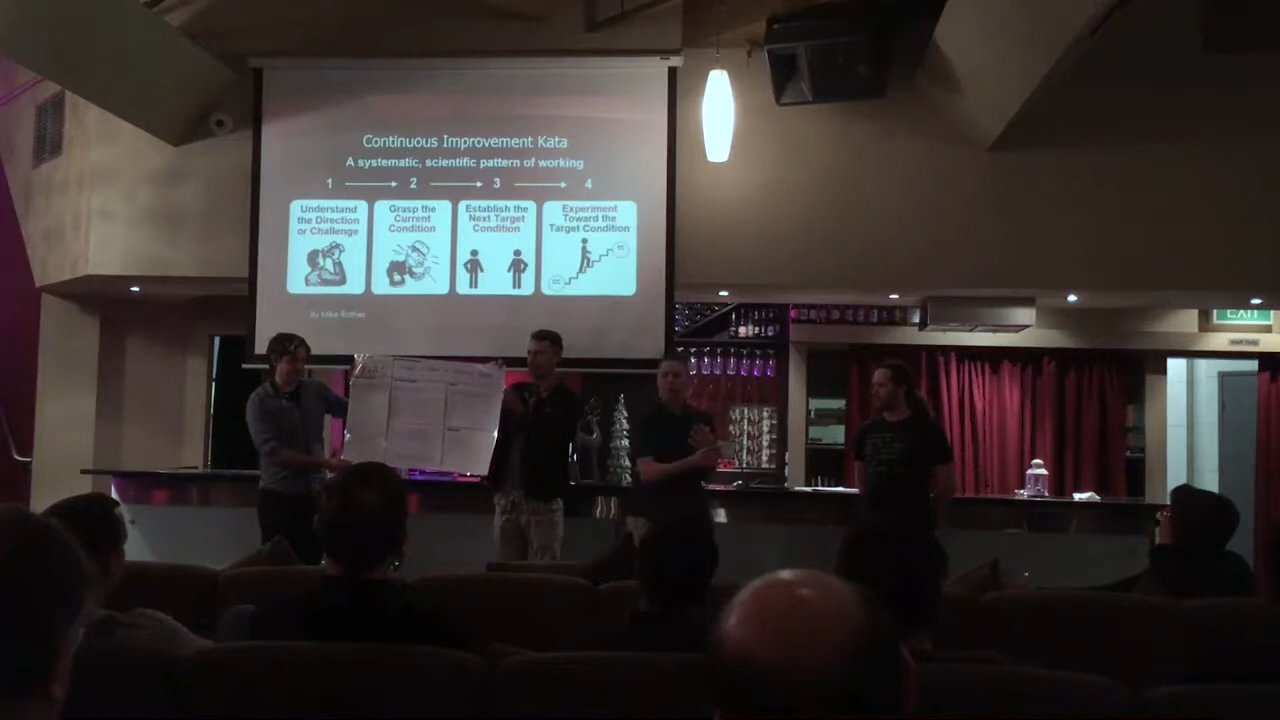 Continuous Improvement Kata
A systematic, scientific pattern of working
1 2 3 4
Understand
the Direction
or Challenge
Grasp the
Current
Condition
Establish the
Next Target
Condition
Experiment
Toward the
Target Condition
CC
By Mike Rother
EXIT